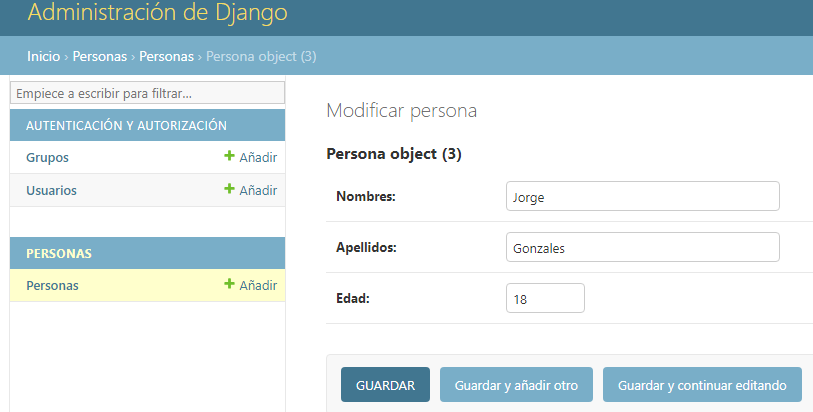 Administración de Django
Inicio › Personas › Personas › Persona object (3)
Empiece a escribir para filtrar...
AUTENTICACIÓN Y AUTORIZACIÓN
Grupos + Añadir
Usuarios + Añadir
PERSONAS
Personas + Añadir
Modificar persona
Persona object (3)
Nombres: Jorge
Apellidos: Gonzales
Edad: 18
GUARDAR Guardar y añadir otro Guardar y continuar editando